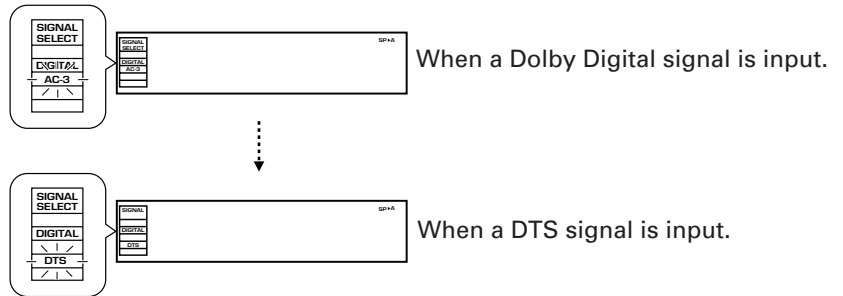 SIGNAL
SELECT
DIGITAL
AC-3
SIGNAL
SELECT
DIGITAL
AC-3
SP▶A
When a Dolby Digital signal is input.
SIGNAL
SELECT
DIGITAL
DTS
SIGNAL
DIGITAL
DTS
SP▶A
When a DTS signal is input.